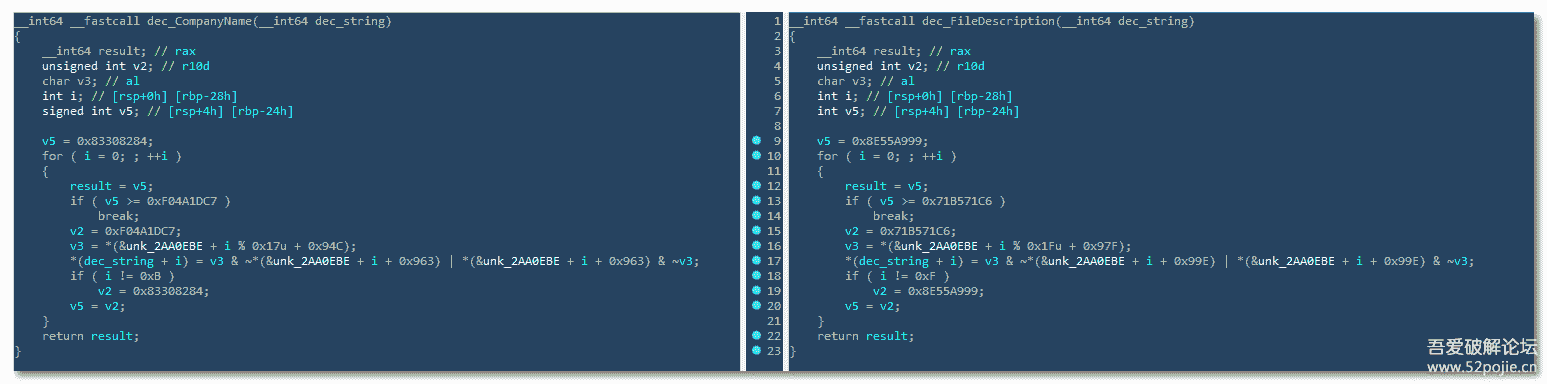 __int64 __fastcall dec_CompanyName(__int64 dec_string)
{
    __int64 result; // rax
    unsigned int v2; // r10d
    char v3; // al
    int i; // [rsp+0h] [rbp-28h]
    signed int v5; // [rsp+4h] [rbp-24h]

    v5 = 0x83308284;
    for ( i = 0; ; ++i )
    {
        result = v5;
        if ( v5 >= 0xF04A1DC7 )
            break;
        v2 = 0xF04A1DC7;
        v3 = *(&unk_2AA0EBE + i % 0x17u + 0x94C);
        *(dec_string + i) = v3 & ~*(&unk_2AA0EBE + i + 0x963) | *(&unk_2AA0EBE + i + 0x963) & ~v3;
        if ( i != 0xB )
            v2 = 0x83308284;
        v5 = v2;
    }
    return result;
}
1 __int64 __fastcall dec_FileDescription(__int64 dec_string)
2 {
3     __int64 result; // rax
4     unsigned int v2; // r10d
5     char v3; // al
6     int i; // [rsp+0h] [rbp-28h]
7     int v5; // [rsp+4h] [rbp-24h]
8
9     v5 = 0x8E55A999;
10     for ( i = 0; ; ++i )
11     {
12         result = v5;
13         if ( v5 >= 0x71B571C6 )
14             break;
15         v2 = 0x71B571C6;
16         v3 = *(&unk_2AA0EBE + i % 0x1Fu + 0x97F);
17         *(dec_string + i) = v3 & ~*(&unk_2AA0EBE + i + 0x99E) | *(&unk_2AA0EBE + i + 0x99E) & ~v3;
18         if ( i != 0xF )
19             v2 = 0x8E55A999;
20         v5 = v2;
21     }
22     return result;
23 }
吾爱破解论坛
www.52pojie.cn